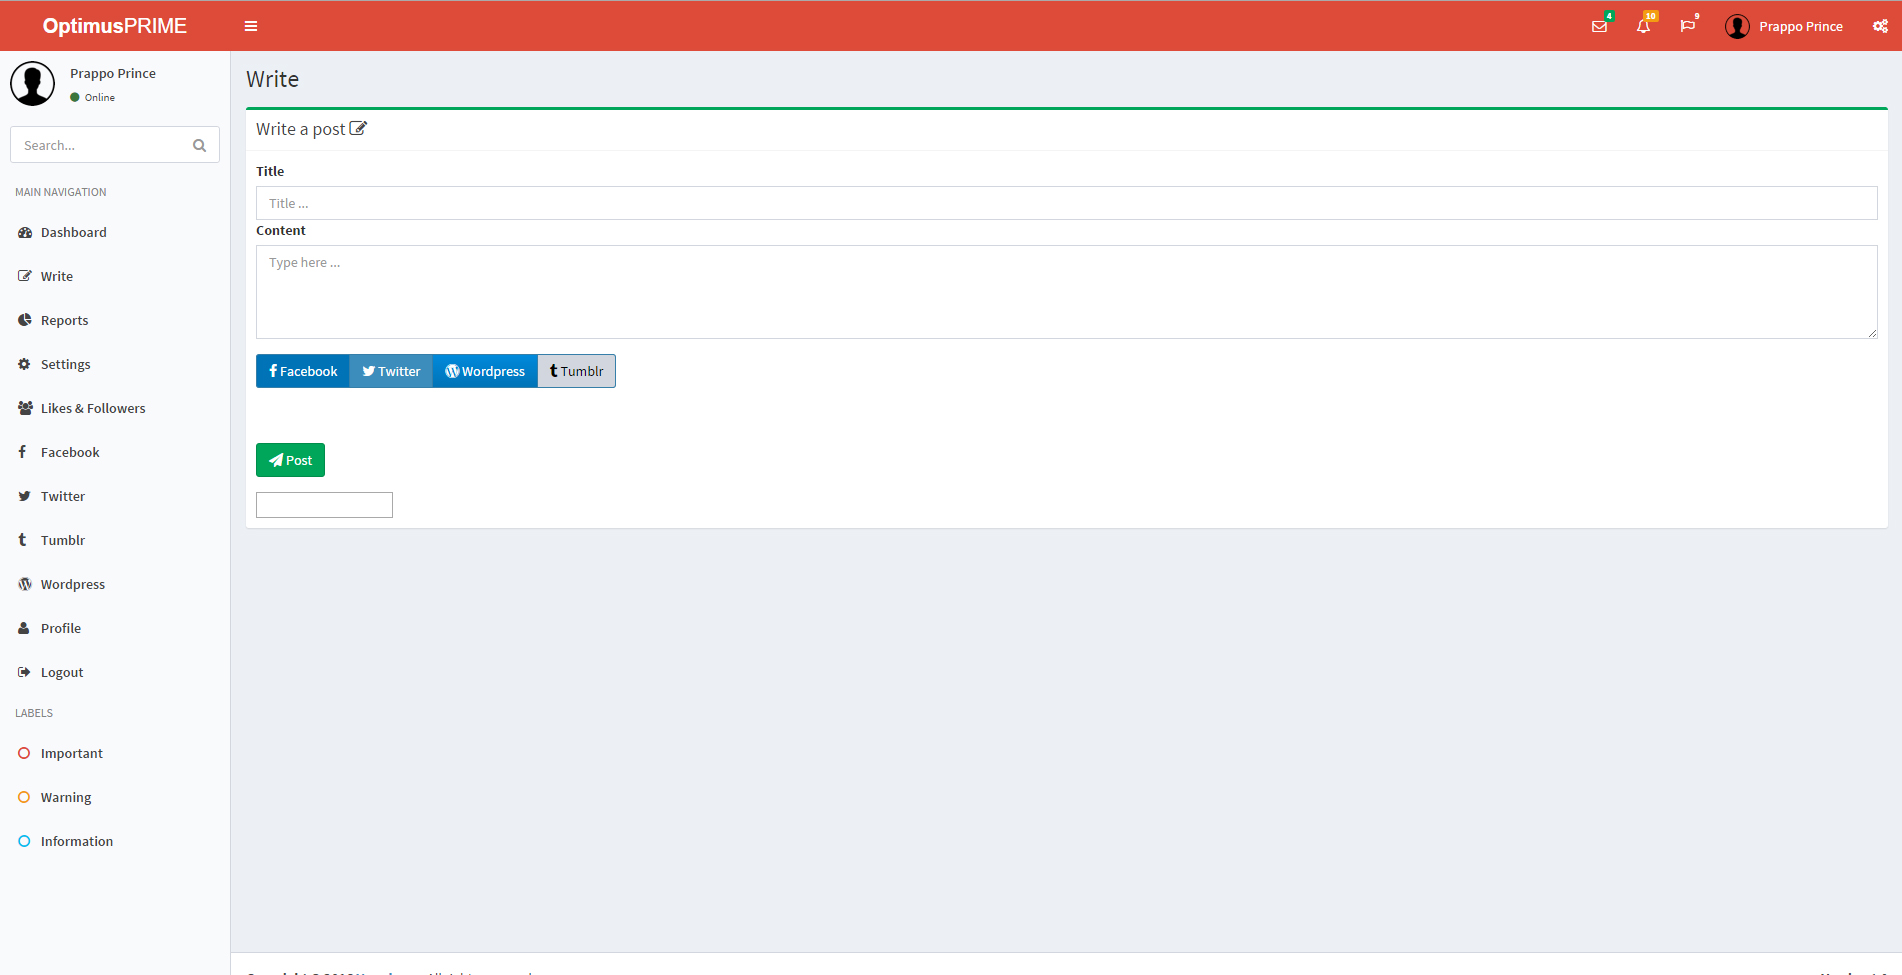 OptimusPRIME
4
10
9
Prappo Prince
Prappo Prince
Online
Search...
MAIN NAVIGATION
Dashboard
Write
Reports
Settings
Likes & Followers
Facebook
Twitter
Tumblr
Wordpress
Profile
Logout
LABELS
Important
Warning
Information
Write
Write a post
Title
Title ...
Content
Type here ...
Facebook Twitter Wordpress Tumblr
Post